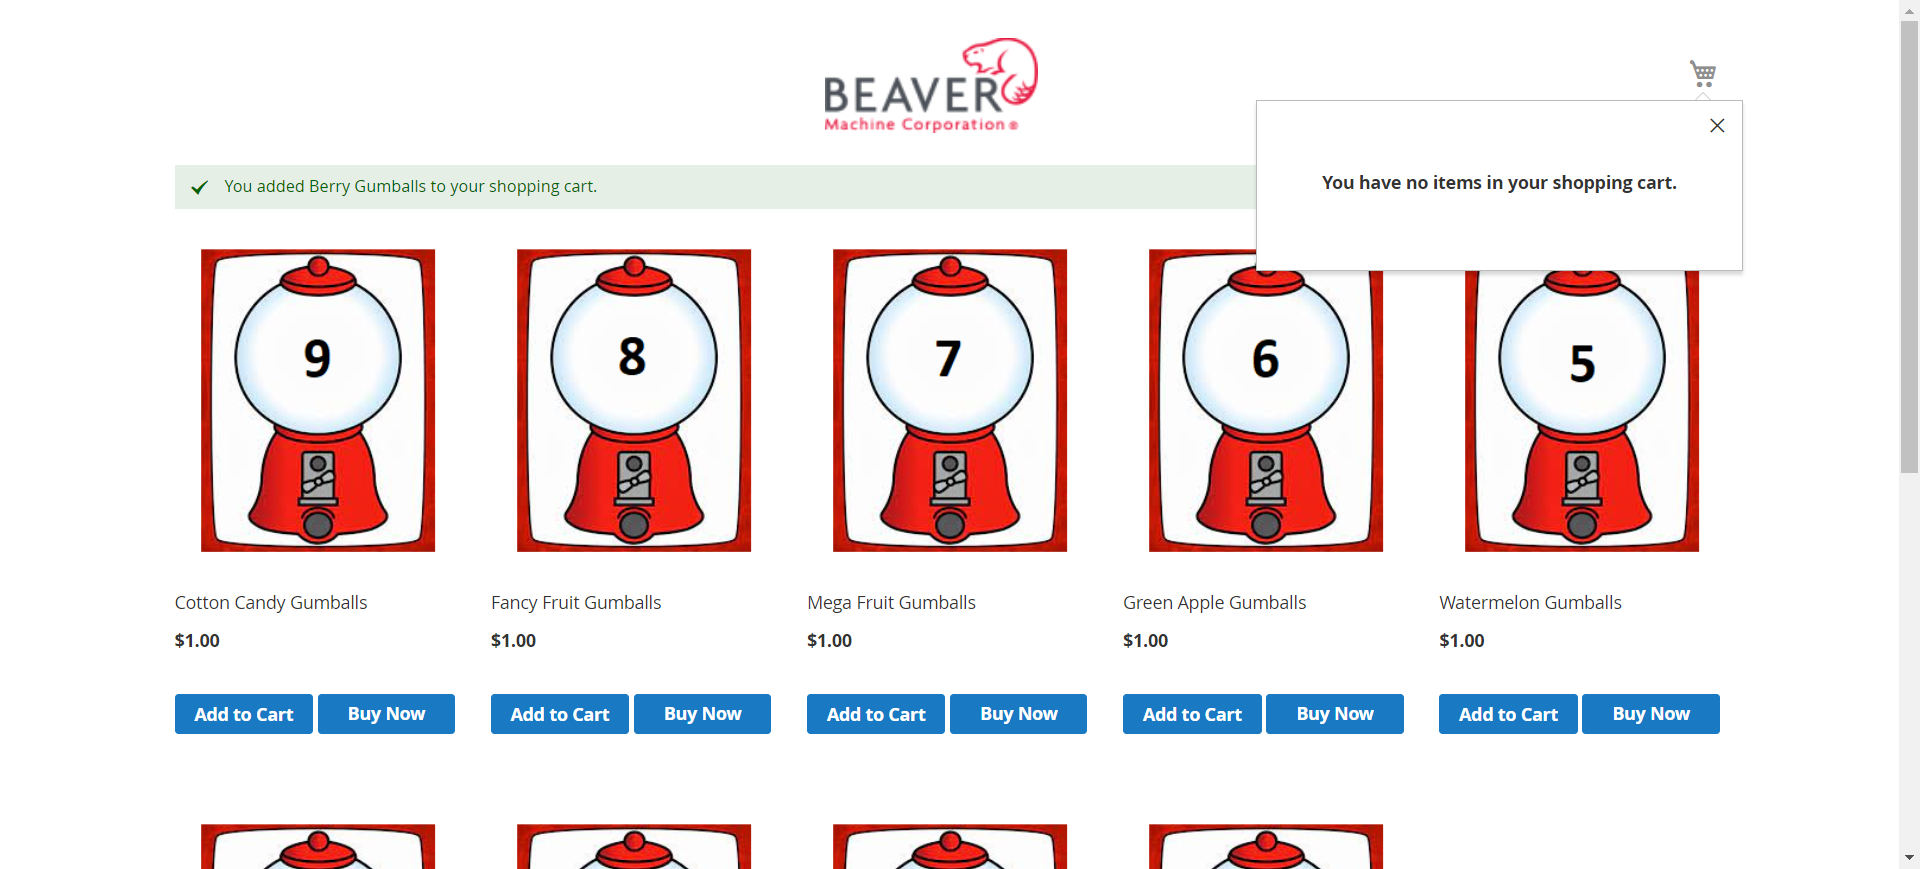 BEAVER
Machine Corporation ®
You have no items in your shopping cart.
You added Berry Gumballs to your shopping cart.
9
8
7
6
5
Cotton Candy Gumballs
Fancy Fruit Gumballs
Mega Fruit Gumballs
Green Apple Gumballs
Watermelon Gumballs
$1.00
$1.00
$1.00
$1.00
$1.00
Add to Cart
Buy Now
Add to Cart
Buy Now
Add to Cart
Buy Now
Add to Cart
Buy Now
Add to Cart
Buy Now